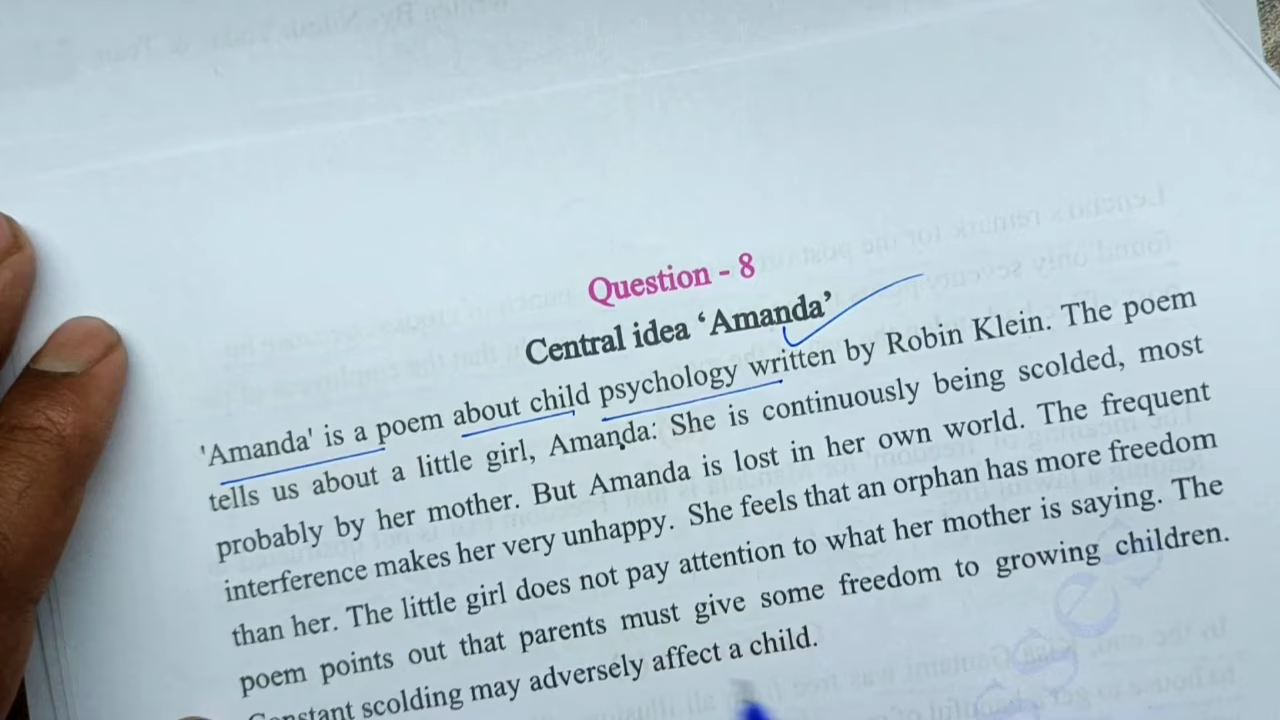 Question - 8
Central idea ‘Amanda’
'Amanda' is a poem about child psychology written by Robin Klein. The poem
tells us about a little girl, Amanda. She is continuously being scolded, most
probably by her mother. But Amanda is lost in her own world. The frequent
interference makes her very unhappy. She feels that an orphan has more freedom
than her. The little girl does not pay attention to what her mother is saying. The
poem points out that parents must give some freedom to growing children.
Constant scolding may adversely affect a child.